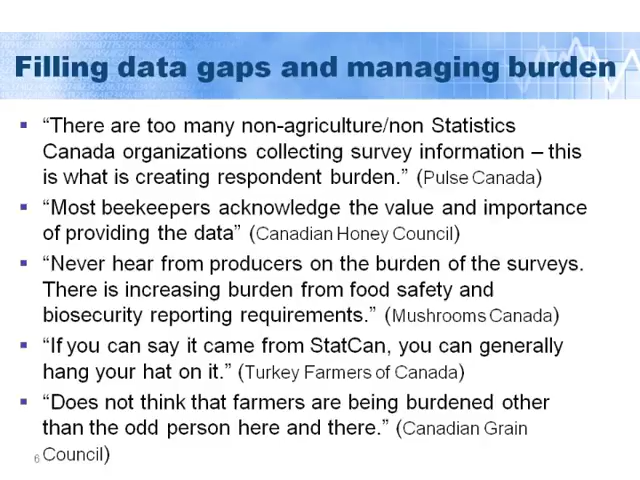 Filling data gaps and managing burden
▪ “There are too many non-agriculture/non Statistics
Canada organizations collecting survey information – this
is what is creating respondent burden.” (Pulse Canada)
▪ “Most beekeepers acknowledge the value and importance
of providing the data” (Canadian Honey Council)
▪ “Never hear from producers on the burden of the surveys.
There is increasing burden from food safety and
biosecurity reporting requirements.” (Mushrooms Canada)
▪ “If you can say it came from StatCan, you can generally
hang your hat on it.” (Turkey Farmers of Canada)
▪ “Does not think that farmers are being burdened other
than the odd person here and there.” (Canadian Grain
Council)
6